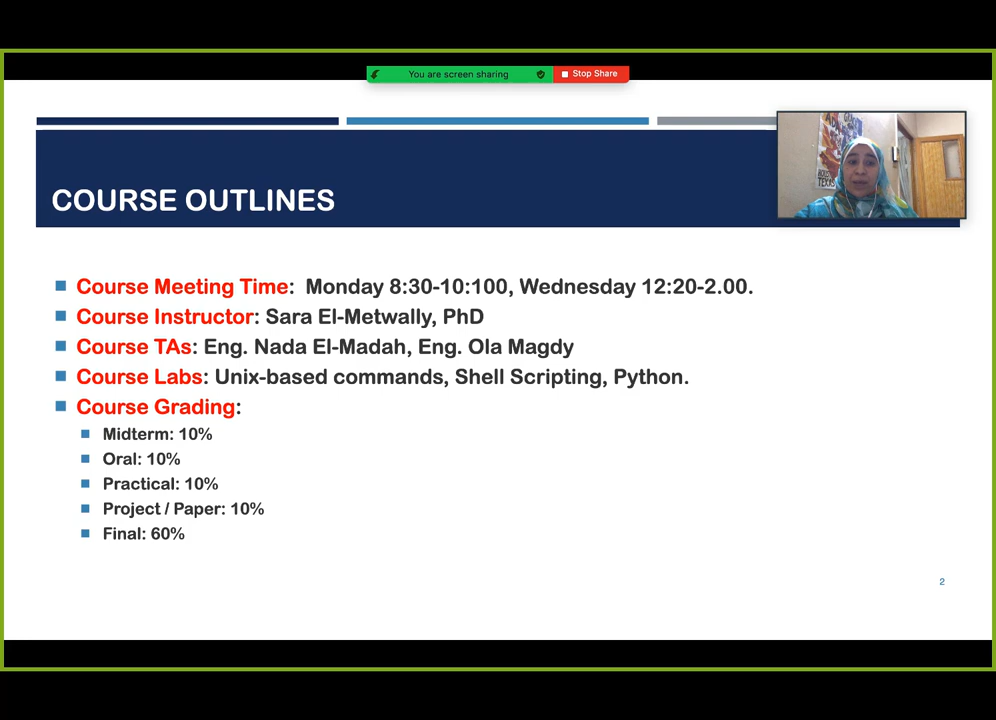 You are screen sharing
Stop Share
COURSE OUTLINES
HOUSTON
TEXAS
Course Meeting Time: Monday 8:30-10:100, Wednesday 12:20-2.00.
Course Instructor: Sara El-Metwally, PhD
Course TAs: Eng. Nada El-Madah, Eng. Ola Magdy
Course Labs: Unix-based commands, Shell Scripting, Python.
Course Grading:
Midterm: 10%
Oral: 10%
Practical: 10%
Project / Paper: 10%
Final: 60%
2